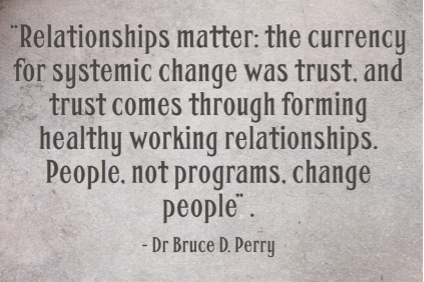 "Relationships matter: the currency
for systemic change was trust, and
trust comes through forming
healthy working relationships.
People, not programs, change
people" .
- Dr Bruce D. Perry